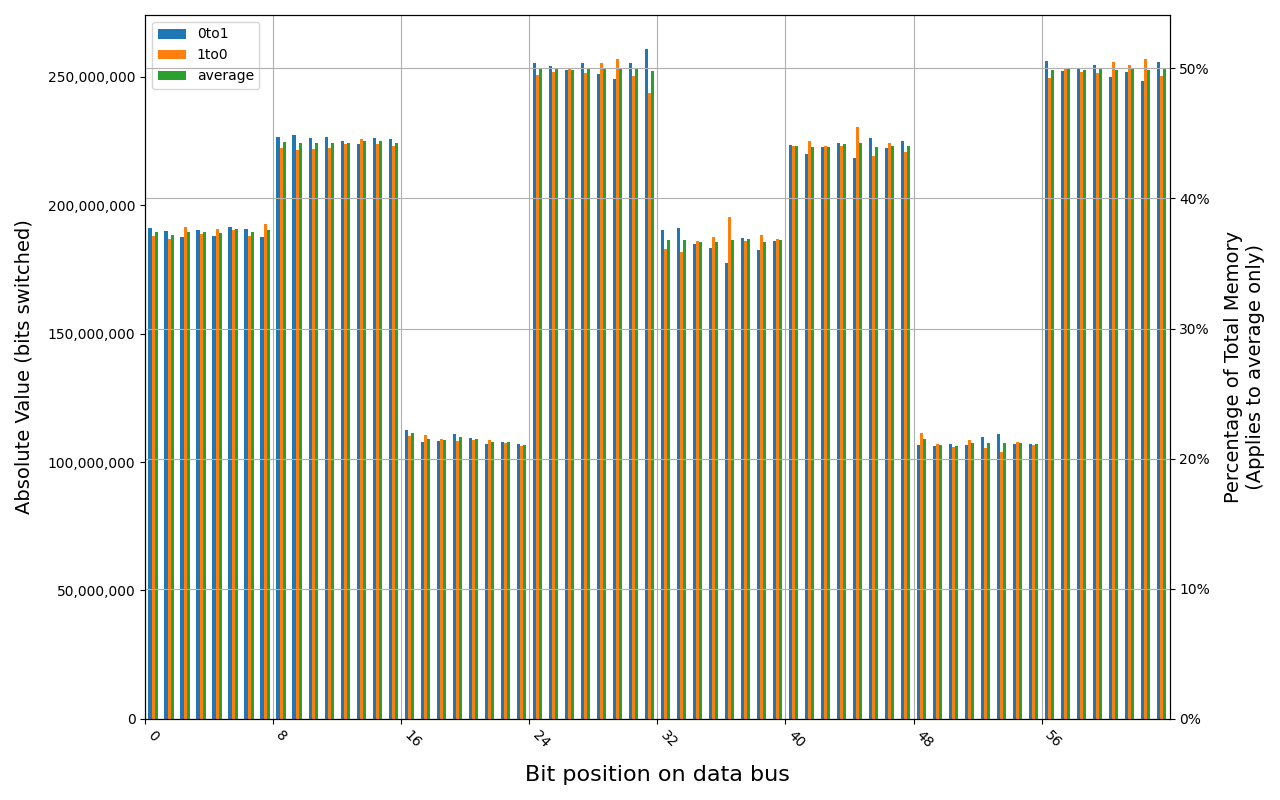 0to1
1to0
average
250,000,000
200,000,000
150,000,000
100,000,000
50,000,000
0
Absolute Value (bits switched)
50%
40%
30%
20%
10%
0%
Percentage of Total Memory
(Applies to average only)
0
8
16
24
32
40
48
56
Bit position on data bus